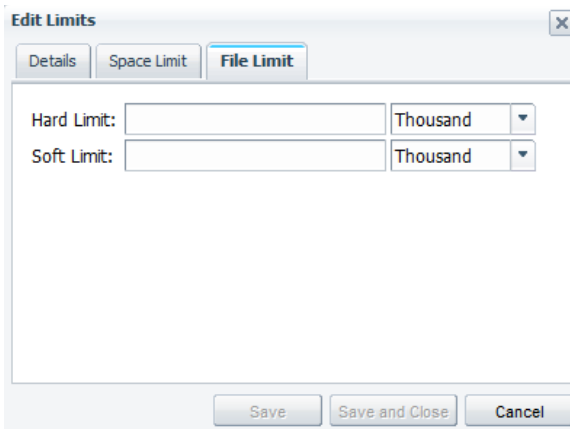 Edit Limits
Details Space Limit File Limit
Hard Limit: Thousand
Soft Limit: Thousand
Save Save and Close Cancel